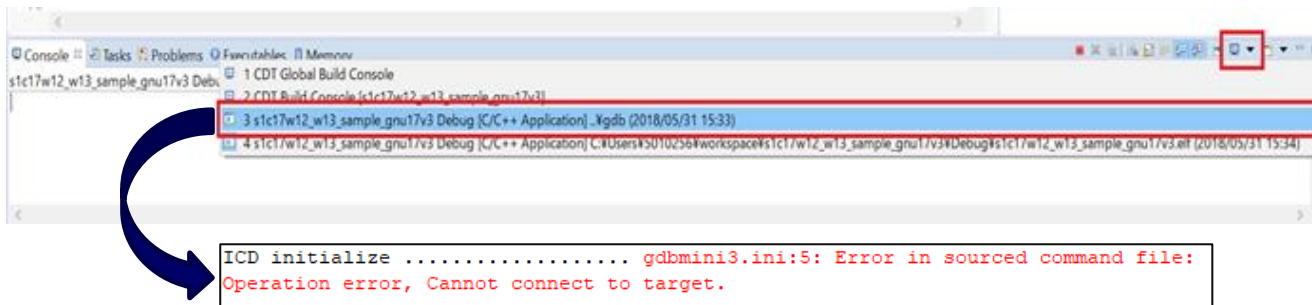 Console Tasks Problems Executables Memory
s1c17w12_w13_sample_gnu17v3 Debu
1 CDT Global Build Console
2 CDT Build Console [s1c17w12_w13_sample_gnu17v3]
3 s1c17w12_w13_sample_gnu17v3 Debug [C/C++ Application] ..¥gdb (2018/05/31 15:33)
4 s1c17w12_w13_sample_gnu17v3 Debug [C/C++ Application] C:¥Users¥5010256¥workspace¥s1c17w12_w13_sample_gnu17v3¥Debug¥s1c17w12_w13_sample_gnu17v3.elf (2018/05/31 15:34)
ICD initialize ................... gdbmini3.ini:5: Error in sourced command file:
Operation error, Cannot connect to target.